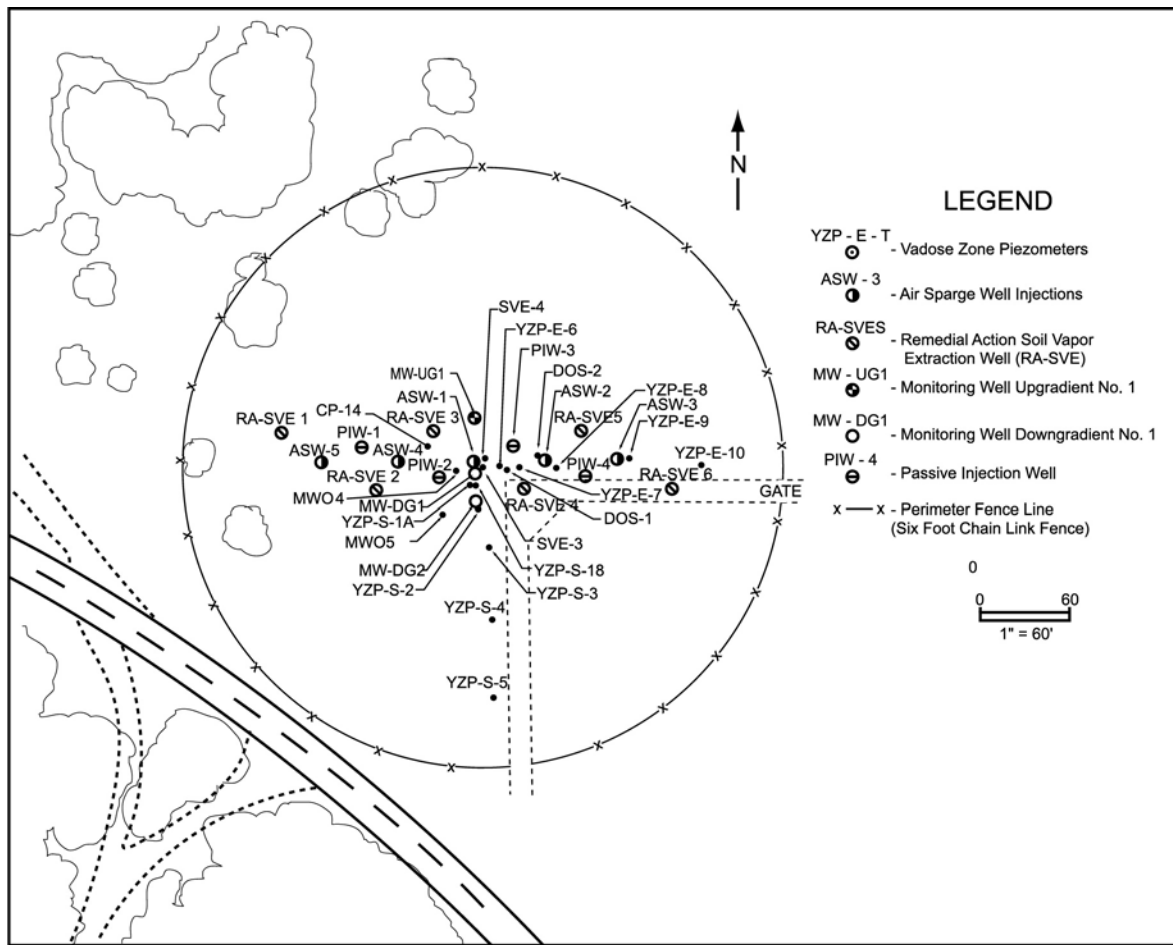 N
SVE-4
YZP-E-6
PIW-3
DOS-2
ASW-2
YZP-E-8
ASW-3
YZP-E-9
MW-UG1
ASW-1
CP-14
RA-SVE 3
RA-SVE 1
RA-SVE5
PIW-1
ASW-4
ASW-5
PIW-2
PIW-4
YZP-E-10
RA-SVE 2
RA-SVE 6
GATE
MWO4
MW-DG1
RA-SVE 4
YZP-E-7
YZP-S-1A
DOS-1
MWO5
SVE-3
MW-DG2
YZP-S-18
YZP-S-2
YZP-S-3
YZP-S-4
YZP-S-5
X X X X X X X X X X X X X X X X X X X X X X X X
LEGEND
YZP - E - T
- Vadose Zone Piezometers
ASW - 3
- Air Sparge Well Injections
RA-SVES
- Remedial Action Soil Vapor
Extraction Well (RA-SVE)
MW - UG1
- Monitoring Well Upgradient No. 1
MW - DG1
- Monitoring Well Downgradient No. 1
PIW - 4
- Passive Injection Well
x — x - Perimeter Fence Line
(Six Foot Chain Link Fence)
0
0 60
1" = 60'